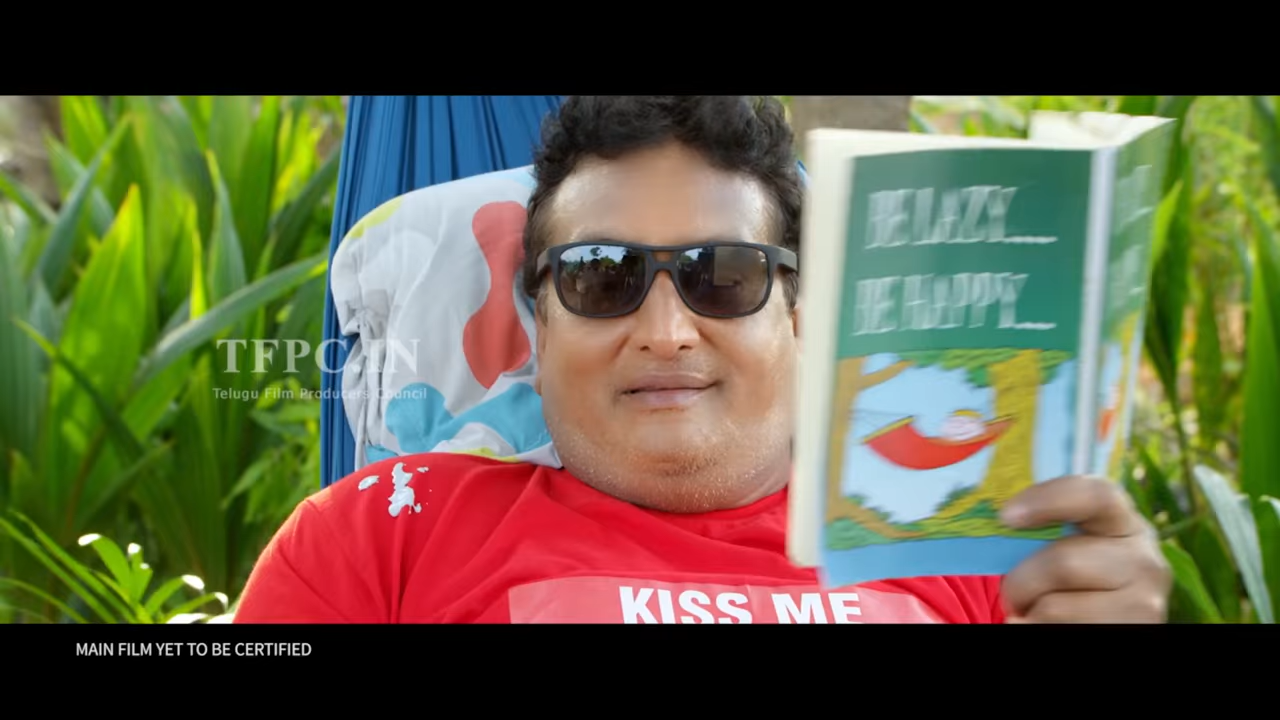 BE LAZY....
BE HAPPY....
TFPC.IN
Telugu Film Producers Council
KISS ME
MAIN FILM YET TO BE CERTIFIED